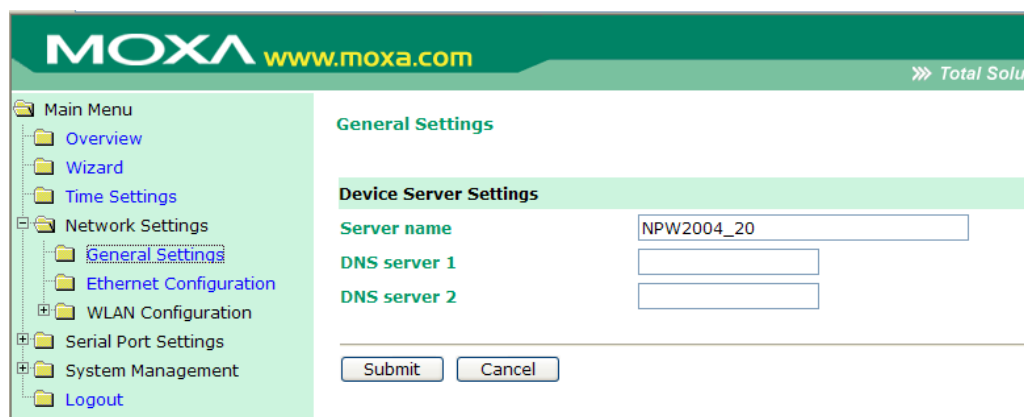 MOXA www.moxa.com
Total Solu
Main Menu
Overview
Wizard
Time Settings
Network Settings
General Settings
Ethernet Configuration
WLAN Configuration
Serial Port Settings
System Management
Logout
General Settings
Device Server Settings
Server name NPW2004_20
DNS server 1
DNS server 2
Submit Cancel